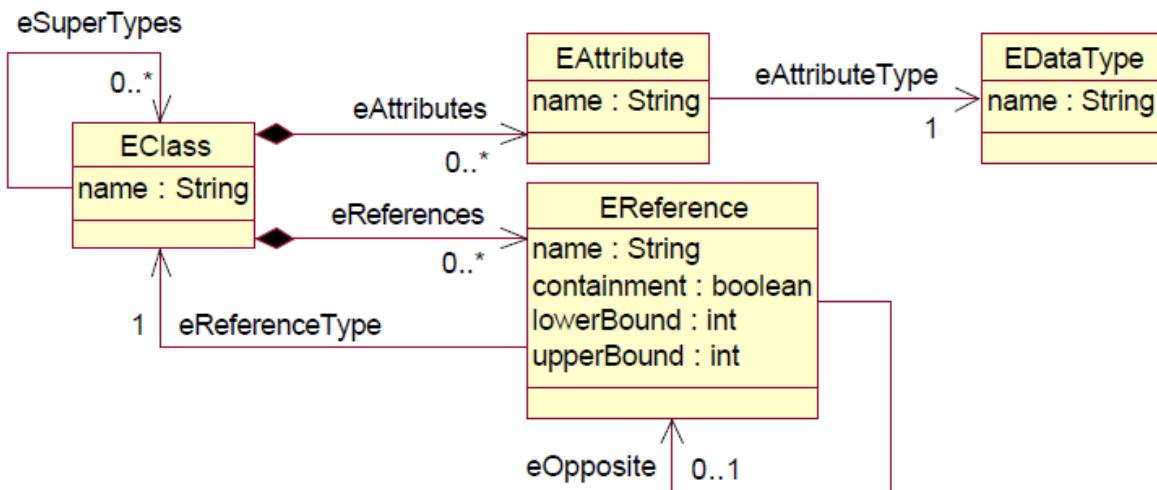 eSuperTypes
0..*
EClass
name : String
eAttributes
0..*
EAttribute
name : String
eAttributeType
1
EDataType
name : String
eReferences
0..*
EReference
name : String
containment : boolean
lowerBound : int
upperBound : int
1
eReferenceType
eOpposite
0..1